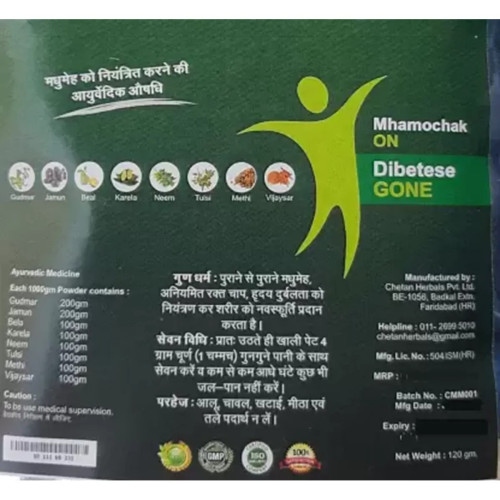 मधुमेह को नियंत्रित करने की
आयुर्वेदिक औषधि
Mhamochak
ON
Dibetese
GONE
Gudmar Jamun Beal Karela Neem Tulsi Methi Vijaysar
Ayurvedic Medicine
Each 1000gm Powder contains :
Gudmar 200gm
Jamun 200gm
Bela 100gm
Karela 100gm
Neem 100gm
Tulsi 100gm
Methi 100gm
Vijaysar 100gm
Caution :
To be use medical supervision.
गुण धर्म : पुराने से पुराने मधुमेह,
अनियमित रक्त चाप, हृदय दुर्बलता को
नियंत्रण कर शरीर को नवस्फूर्ति प्रदान
करता है।
सेवन विधि : प्रातः उठते ही खाली पेट 4
ग्राम चूर्ण (1 चम्मच) गुनगुने पानी के साथ
सेवन करें व कम से कम आधे घंटे कुछ भी
जल-पान नहीं करें।
परहेज : आलू, चावल, खटाई, मीठा एवं
तले पदार्थ न लें।
GMP
ISO
100%
Manufactured by :
Chetan Herbals Pvt. Ltd.
BE-1056, Badkal Extn.
Faridabad (HR)
Helpline : 011- 2699 5010
chetanherbals@gmail.com
Mfg. Lic. No. : 504 ISM(HR)
MRP :
Batch No. : CMM001
Mfg Date :
Expiry :
Net Weight : 120 gm.